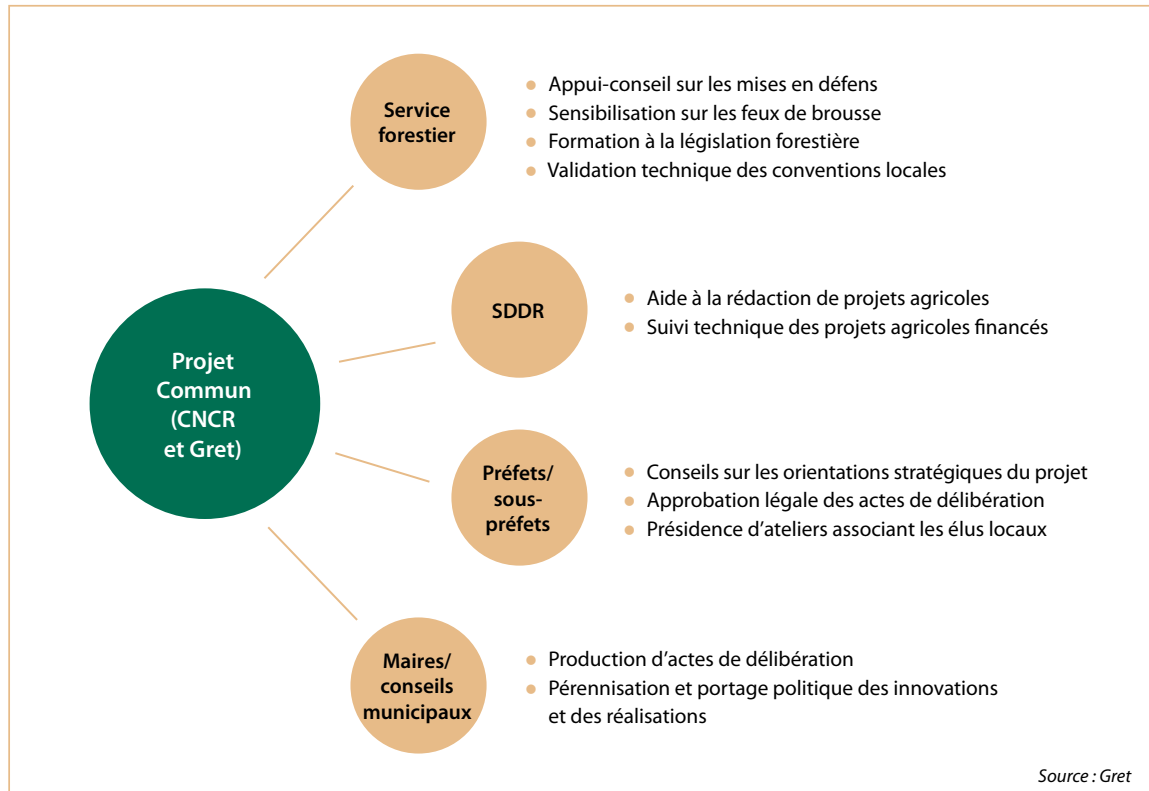 Service
forestier
Appui-conseil sur les mises en défens
Sensibilisation sur les feux de brousse
Formation à la législation forestière
Validation technique des conventions locales
SDDR
Aide à la rédaction de projets agricoles
Suivi technique des projets agricoles financés
Projet
Commun
(CNCR
et Gret)
Préfets/
sous-
préfets
Conseils sur les orientations stratégiques du projet
Approbation légale des actes de délibération
Présidence d’ateliers associant les élus locaux
Maires/
conseils
municipaux
Production d’actes de délibération
Pérennisation et portage politique des innovations
et des réalisations
Source : Gret